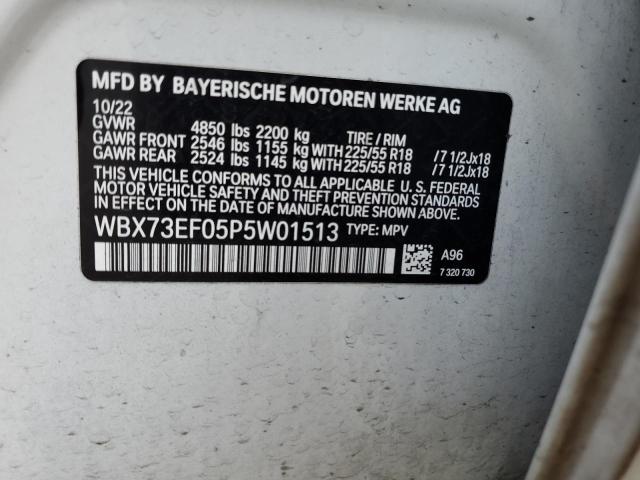 MFD BY BAYERISCHE MOTOREN WERKE AG
10/22
GVWR 4850 lbs 2200 kg TIRE / RIM
GAWR FRONT 2546 lbs 1155 kg WITH 225/55 R18 /7 1/2Jx18
GAWR REAR 2524 lbs 1145 kg WITH 225/55 R18 /7 1/2Jx18
THIS VEHICLE CONFORMS TO ALL APPLICABLE U. S. FEDERAL
MOTOR VEHICLE SAFETY AND THEFT PREVENTION STANDARDS
IN EFFECT ON THE DATE OF MANUFACTURE SHOWN ABOVE.
WBX73EF05P5W01513 TYPE: MPV
A96
7 320 730